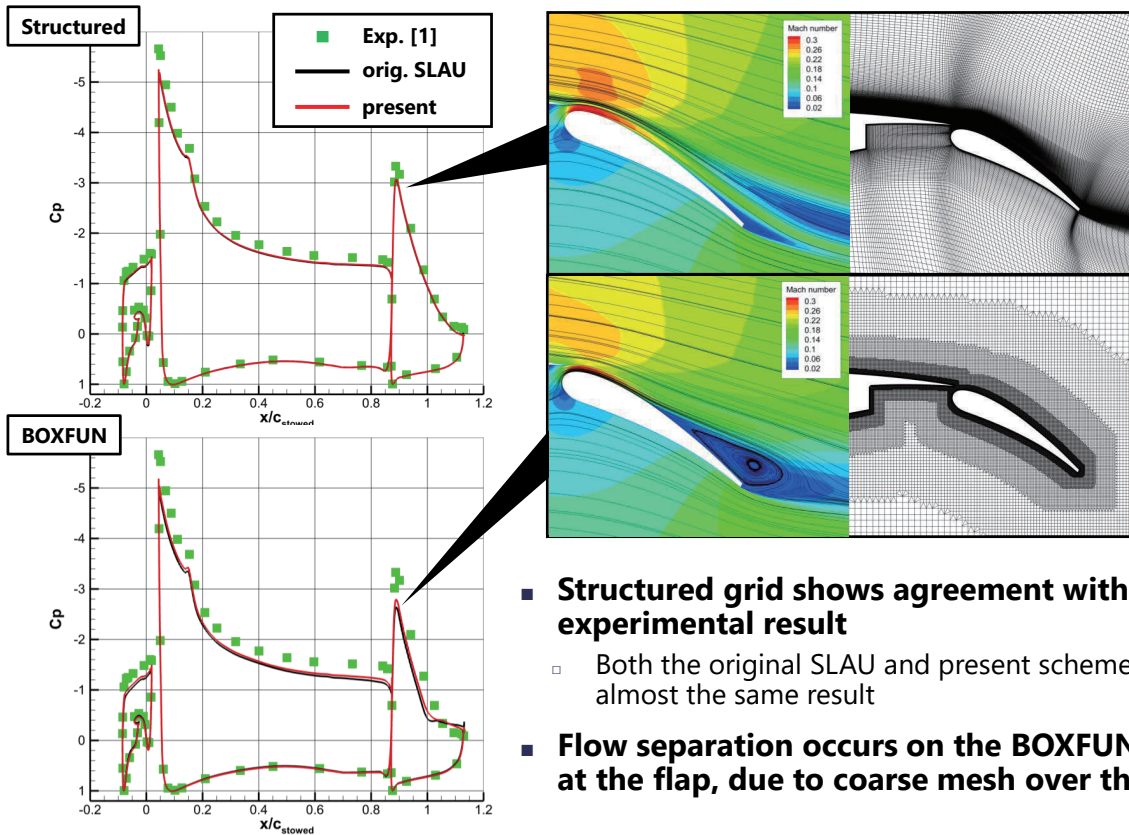 Structured
Exp. [1]
orig. SLAU
present
-5
-4
-3
-2
-1
0
1
Cp
-0.2 0 0.2 0.4 0.6 0.8 1 1.2
x/c stowed
Mach number
0.3
0.26
0.22
0.18
0.14
0.1
0.06
0.02
BOXFUN
-5
-4
-3
-2
-1
0
1
Cp
-0.2 0 0.2 0.4 0.6 0.8 1 1.2
x/c stowed
Mach number
0.3
0.26
0.22
0.18
0.14
0.1
0.06
0.02
■ Structured grid shows agreement with
experimental result
□ Both the original SLAU and present scheme
almost the same result
■ Flow separation occurs on the BOXFUN
at the flap, due to coarse mesh over th